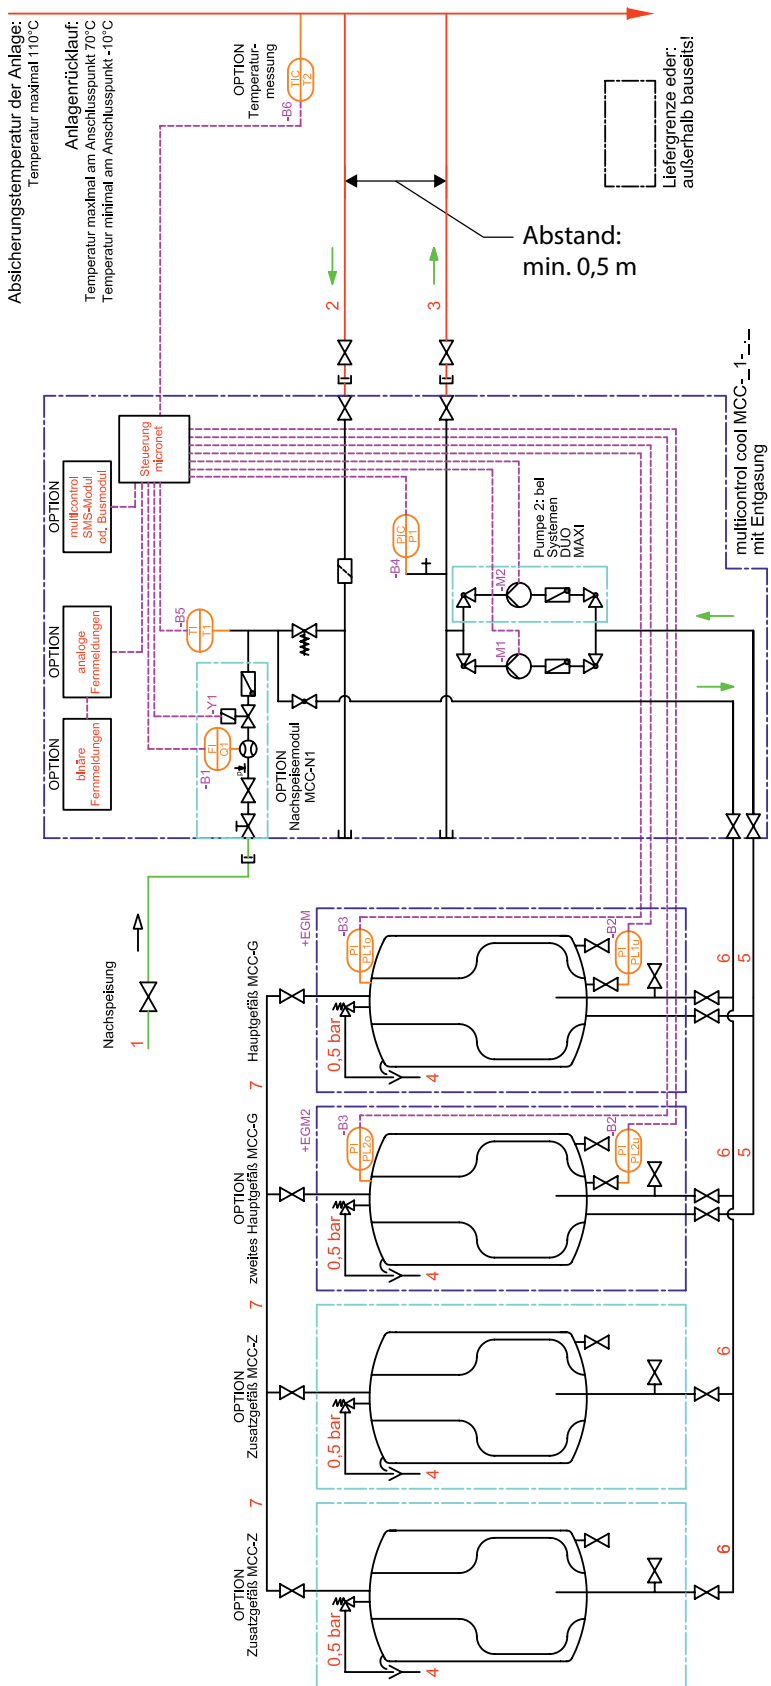 Absicherungstemperatur der Anlage:
Temperatur maximal 110°C
Anlagenrücklauf:
Temperatur maximal am Anschlusspunkt 70°C
Temperatur minimal am Anschlusspunkt -10°C
OPTION
Temperatur-
messung
TIC
T2
-B6
Liefergrenze eder:
außerhalb bauseits!
Abstand:
min. 0,5 m
2
3
multicontrol cool MCC-_1-_._
mit Entgasung
Steuerung
micronet
OPTION
multicontrol
SMS-Modul
od. Busmodul
OPTION
analoge
Fernmeldungen
OPTION
binäre
Fernmeldungen
PIC
P1
-B4
Pumpe 2: bei
Systemen
DUO
MAXI
-M2
-M1
TI
T1
-B5
-Y1
FI
Q1
-B1
OPTION
Nachspeisemodul
MCC-N1
Nachspeisung
1
Hauptgefäß MCC-G
+EGM
-B3
PI
PL1o
-B2
PI
PL1u
0,5 bar
4
7
6
5
OPTION
zweites Hauptgefäß MCC-G
+EGM2
-B3
PI
PL2o
-B2
PI
PL2u
0,5 bar
4
7
6
5
OPTION
Zusatzgefäß MCC-Z
0,5 bar
4
7
6
OPTION
Zusatzgefäß MCC-Z
0,5 bar
4
6